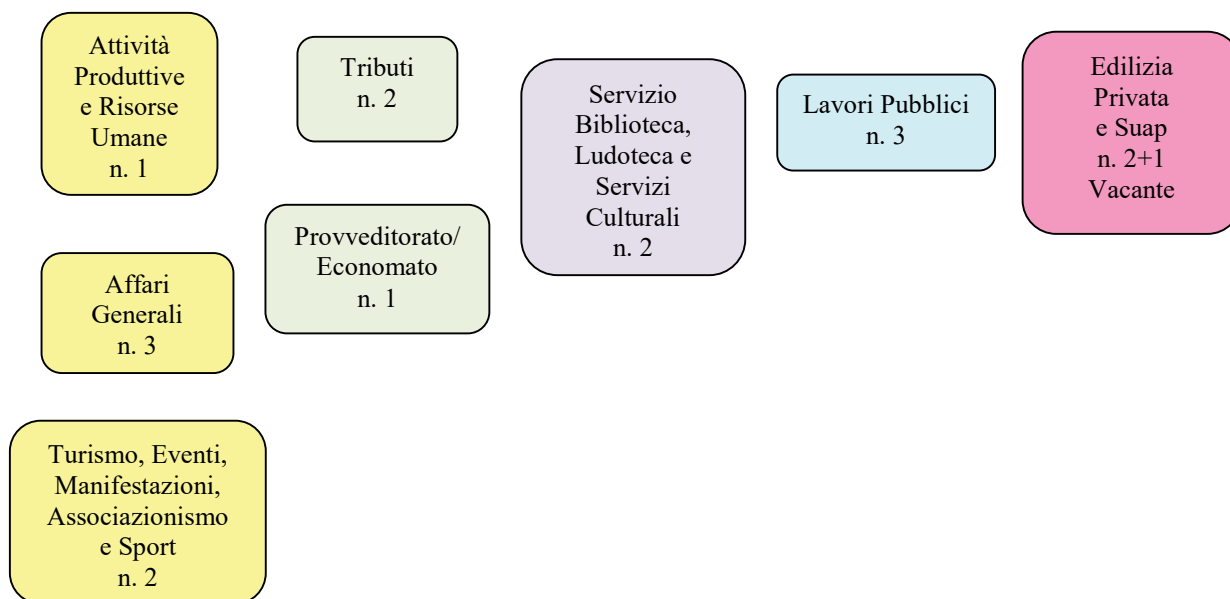 Attività
Produttive
e Risorse
Umane
n. 1
Affari
Generali
n. 3
Turismo, Eventi,
Manifestazioni,
Associazionismo
e Sport
n. 2
Tributi
n. 2
Provveditorato/
Economato
n. 1
Servizio
Biblioteca,
Ludoteca e
Servizi
Culturali
n. 2
Lavori Pubblici
n. 3
Edilizia
Privata
e Suap
n. 2+1
Vacante